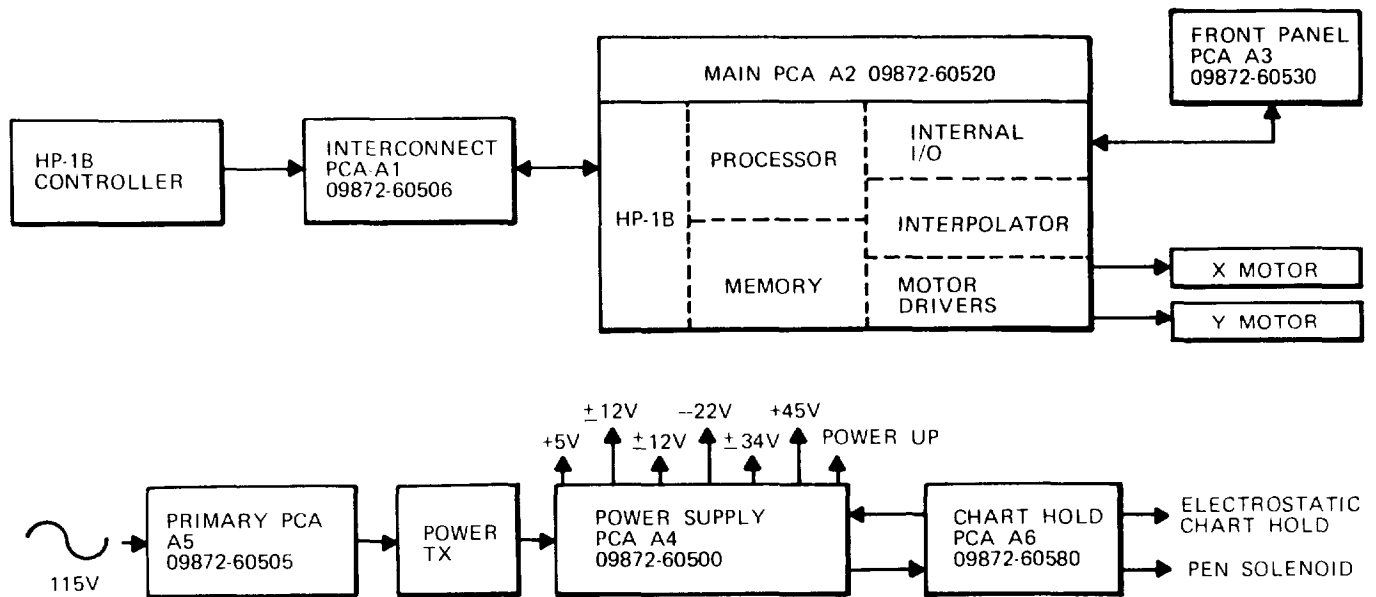 FRONT PANEL
PCA A3
09872-60530
MAIN PCA A2 09872-60520
HP-1B
CONTROLLER
INTERCONNECT
PCA-A1
09872-60506
HP-1B
PROCESSOR
MEMORY
INTERNAL
I/O
INTERPOLATOR
MOTOR
DRIVERS
X MOTOR
Y MOTOR
+5V
±12V
±12V
--22V
±34V
+45V
POWER UP
115V
PRIMARY PCA
A5
09872-60505
POWER
TX
POWER SUPPLY
PCA A4
09872-60500
CHART HOLD
PCA A6
09872-60580
ELECTROSTATIC
CHART HOLD
PEN SOLENOID